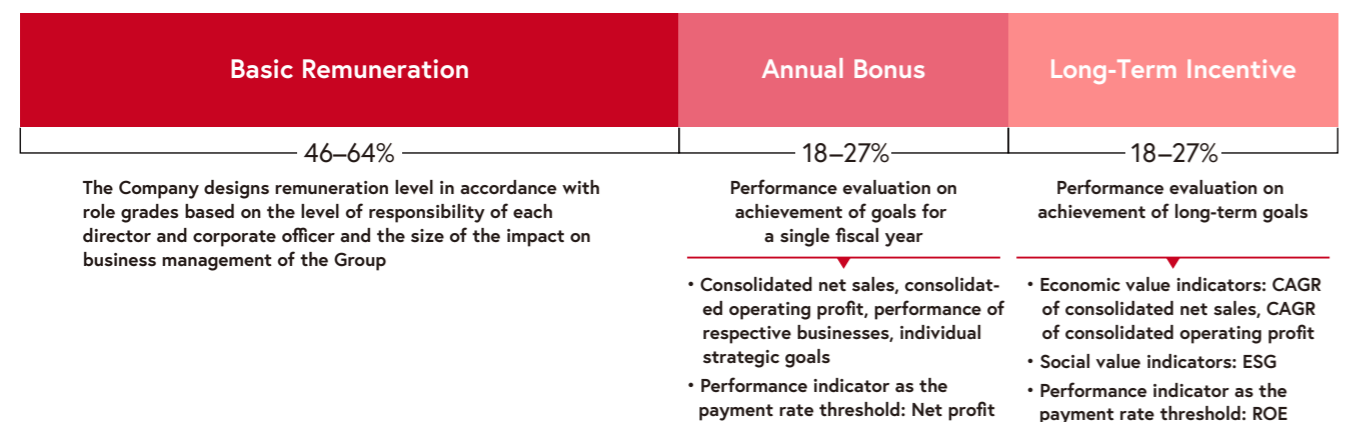 Basic Remuneration
Annual Bonus
Long-Term Incentive
46–64%
18–27%
18–27%
The Company designs remuneration level in accordance with
role grades based on the level of responsibility of each
director and corporate officer and the size of the impact on
business management of the Group
Performance evaluation on
achievement of goals for
a single fiscal year
• Consolidated net sales, consolidat-
ed operating profit, performance of
respective businesses, individual
strategic goals
• Performance indicator as the
payment rate threshold: Net profit
Performance evaluation on
achievement of long-term goals
• Economic value indicators: CAGR
of consolidated net sales, CAGR
of consolidated operating profit
• Social value indicators: ESG
• Performance indicator as the
payment rate threshold: ROE